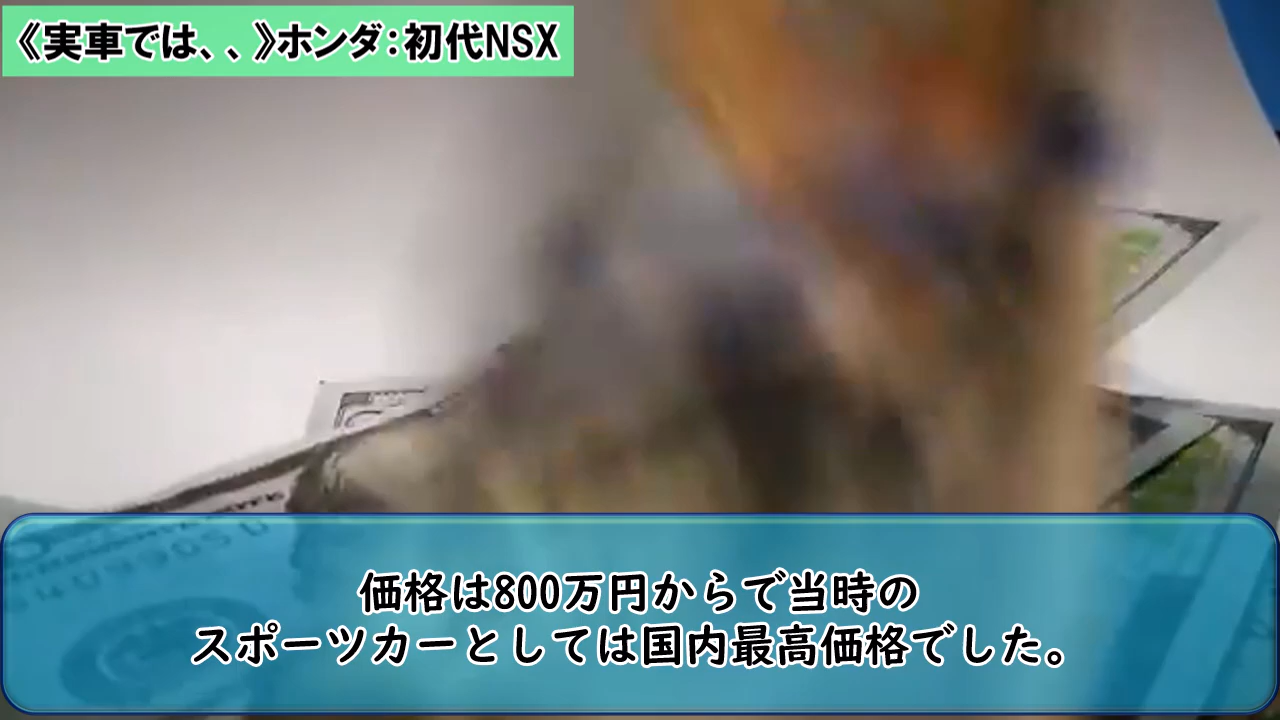 《実車では、、》ホンダ：初代NSX
価格は800万円からで当時の
スポーツカーとしては国内最高価格でした。